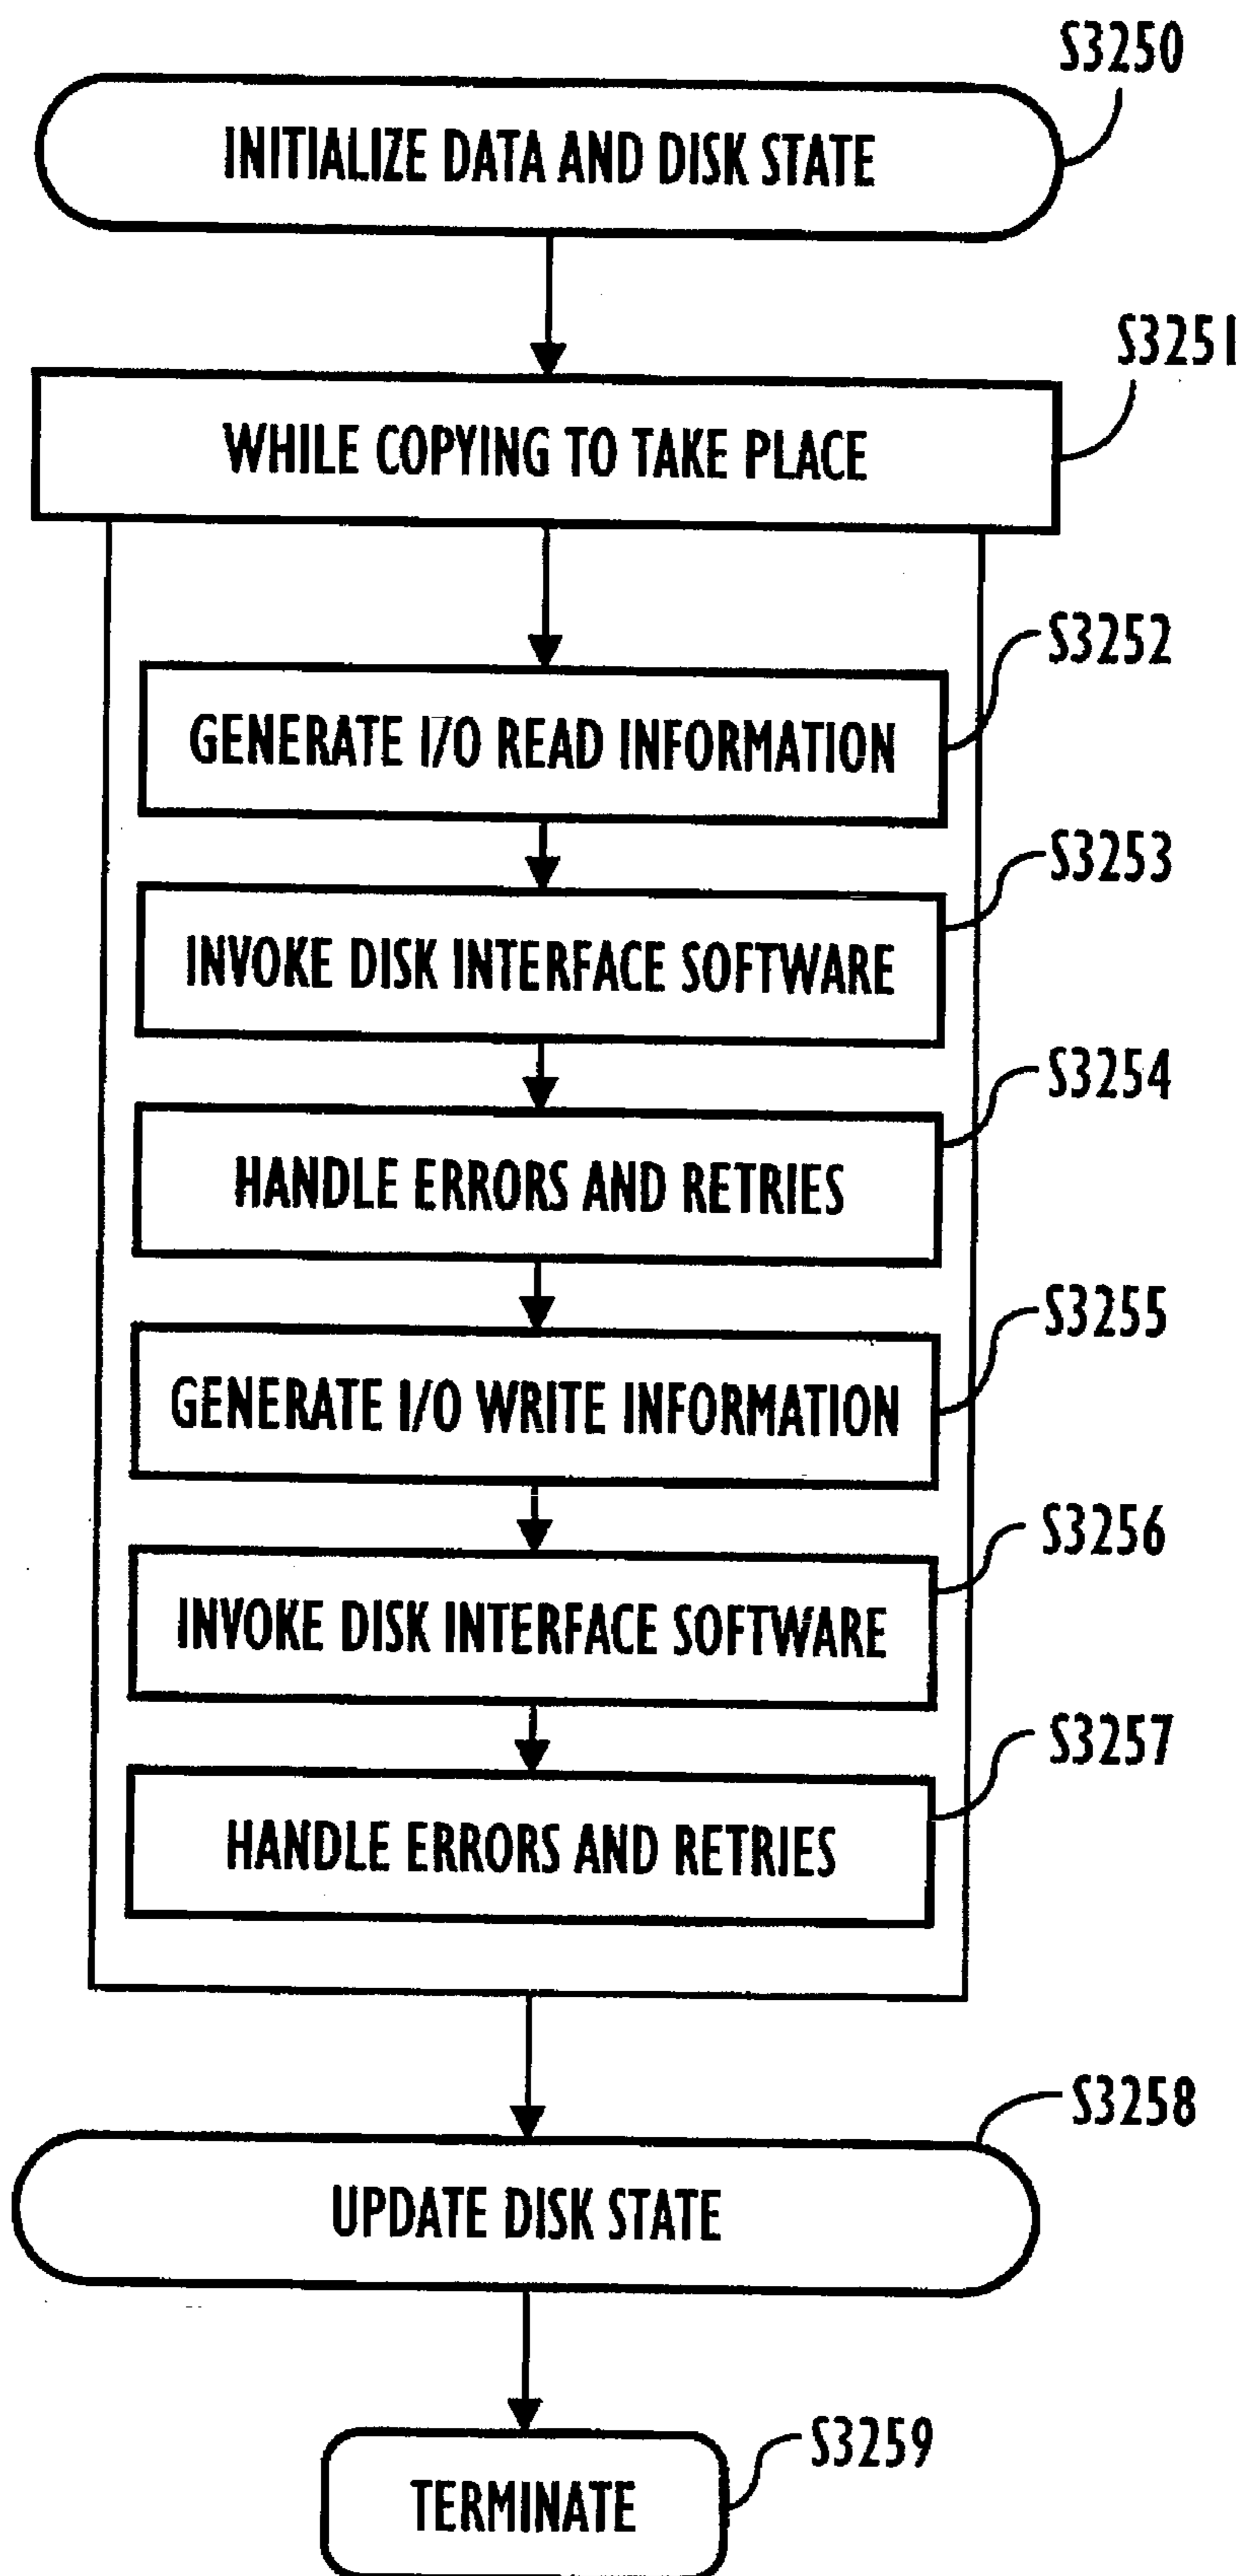 S3250
INITIALIZE DATA AND DISK STATE
S3251
WHILE COPYING TO TAKE PLACE
S3252
GENERATE I/O READ INFORMATION
S3253
INVOKE DISK INTERFACE SOFTWARE
S3254
HANDLE ERRORS AND RETRIES
S3255
GENERATE I/O WRITE INFORMATION
S3256
INVOKE DISK INTERFACE SOFTWARE
S3257
HANDLE ERRORS AND RETRIES
S3258
UPDATE DISK STATE
S3259
TERMINATE